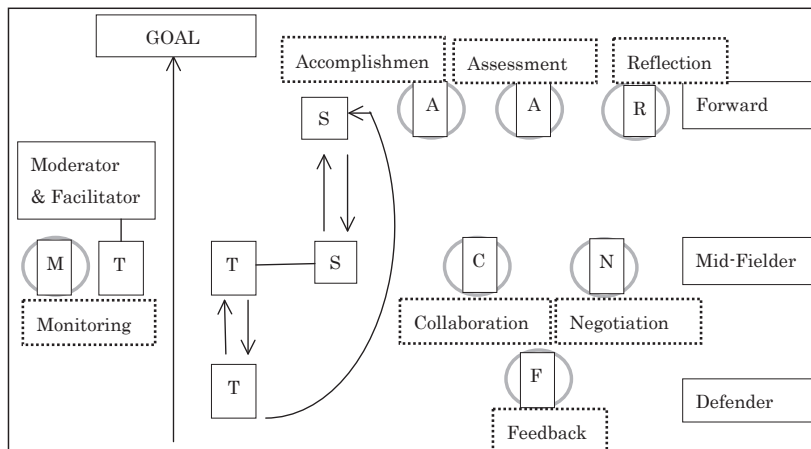 GOAL
Accomplishmen
Assessment
Reflection
A
A
R
Forward
S
Moderator
& Facilitator
M
T
T
S
C
N
Mid-Fielder
Monitoring
Collaboration
Negotiation
T
F
Defender
Feedback